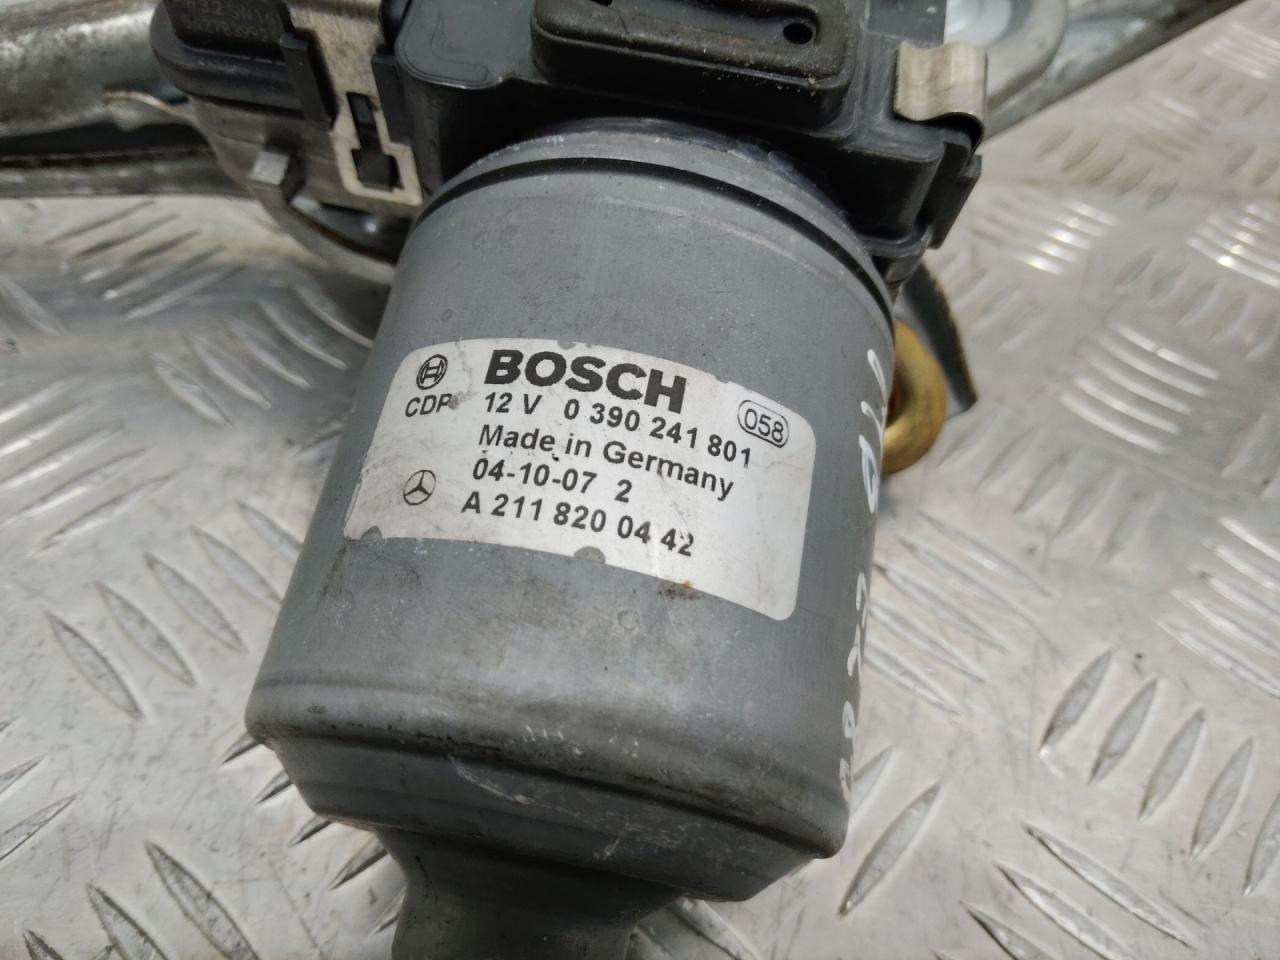 BOSCH
CDP 12 V 0 390 241 801 058
Made in Germany
04-10-07 2
A 211 820 04 42